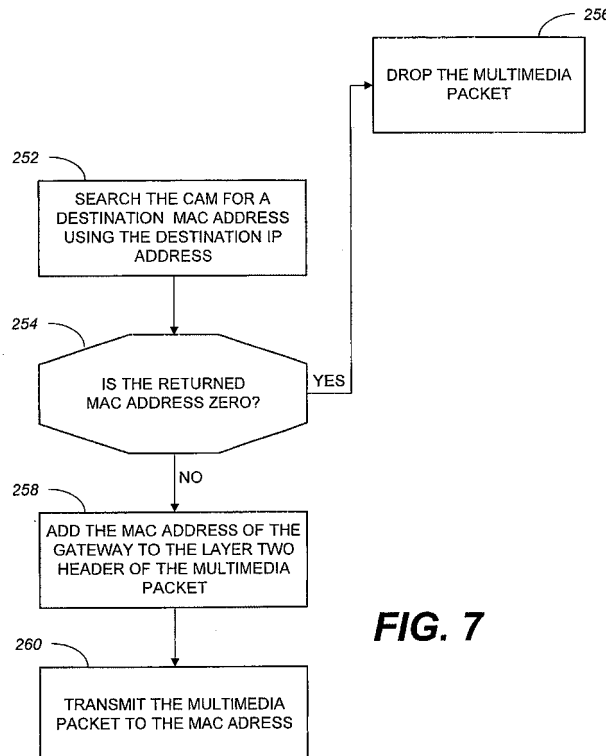 256
DROP THE MULTIMEDIA
PACKET
252
SEARCH THE CAM FOR A
DESTINATION MAC ADDRESS
USING THE DESTINATION IP
ADDRESS
254
IS THE RETURNED
MAC ADDRESS ZERO?
YES
NO
258
ADD THE MAC ADDRESS OF THE
GATEWAY TO THE LAYER TWO
HEADER OF THE MULTIMEDIA
PACKET
FIG. 7
260
TRANSMIT THE MULTIMEDIA
PACKET TO THE MAC ADRESS